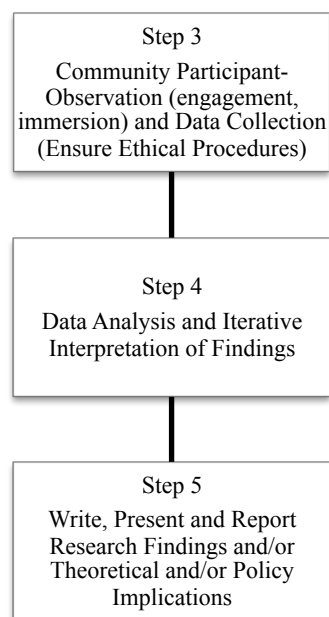 Step 3
Community Participant-
Observation (engagement,
immersion) and Data Collection
(Ensure Ethical Procedures)
Step 4
Data Analysis and Iterative
Interpretation of Findings
Step 5
Write, Present and Report
Research Findings and/or
Theoretical and/or Policy
Implications